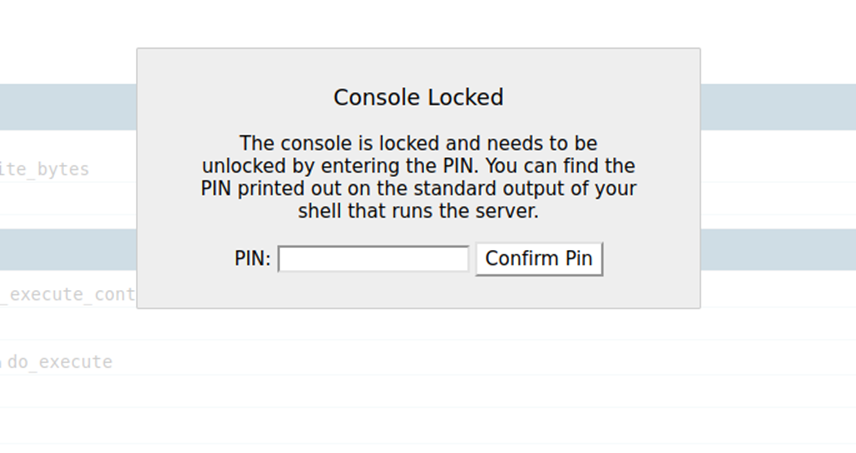 Console Locked
ite_bytes
The console is locked and needs to be
unlocked by entering the PIN. You can find the
PIN printed out on the standard output of your
shell that runs the server.
PIN: Confirm Pin
_execute_cont
do_execute